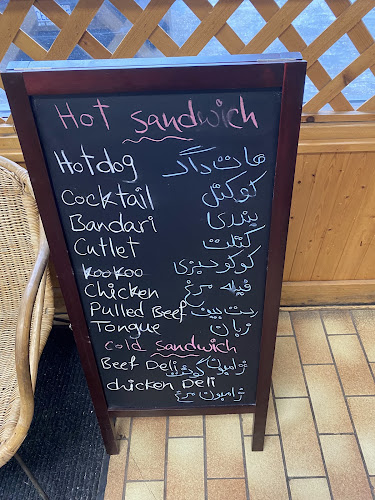 Hot sandwich
Hotdog هات داگ
Cocktail کوکتل
Bandari بندری
Cutlet کتلت
KooKoo کوکو سبزی
Chicken فیله مرغ
Pulled Beef رست بیف
Tongue زبان
Cold Sandwich
Beef Deli ژامبون گوشت
chicken Deli ژامبون مرغ